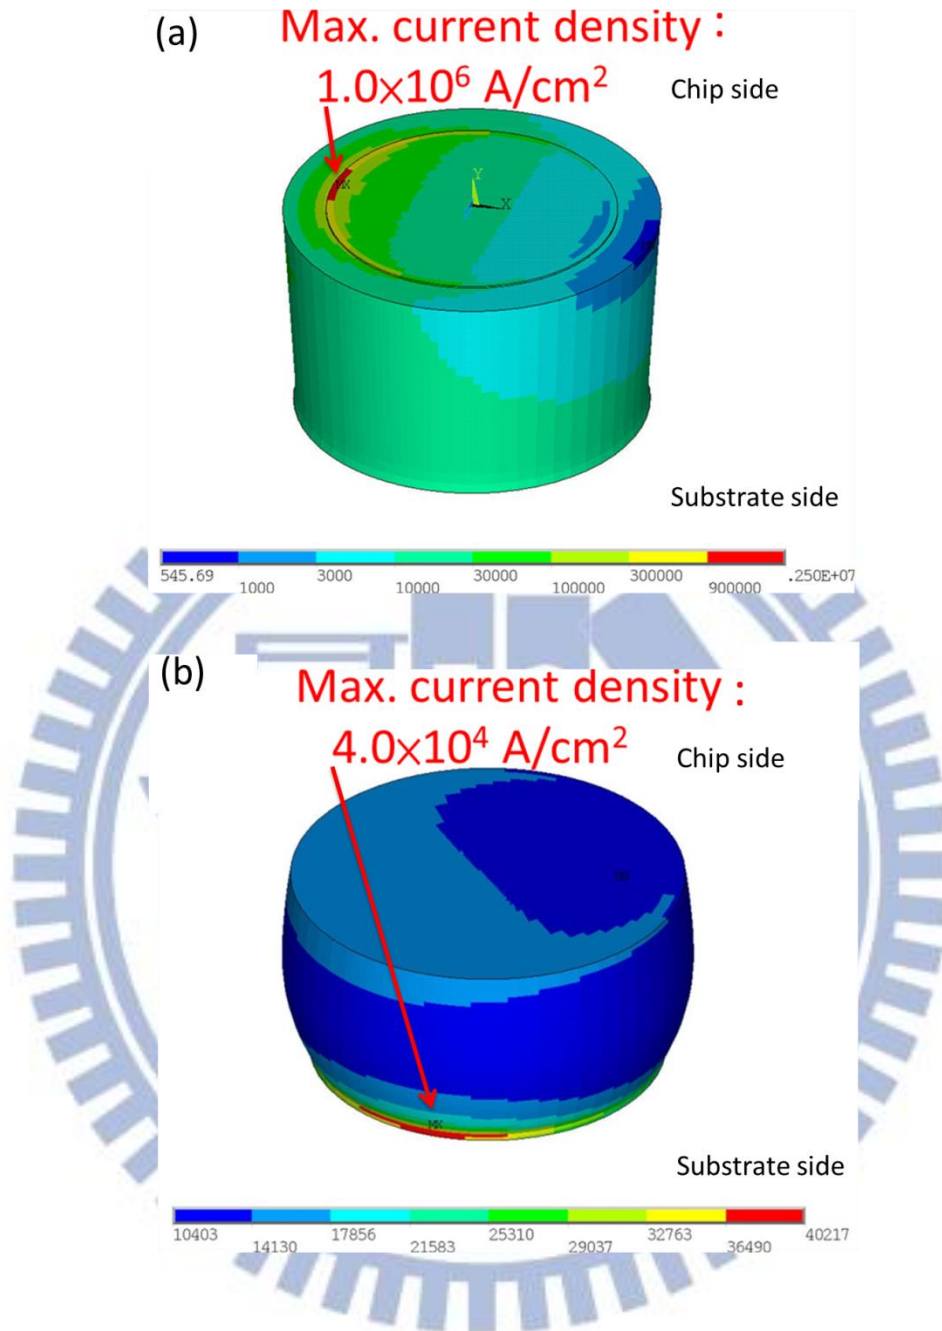 (a)
Max. current density：
1.0×10⁶ A/cm²
Chip side
MX
Y
X
Substrate side
545.69 3000 30000 300000 .250E+07
1000 10000 100000 900000
(b)
Max. current density：
4.0×10⁴ A/cm²
Chip side
MX
Substrate side
10403 17856 25310 32763 40217
14130 21583 29037 36490